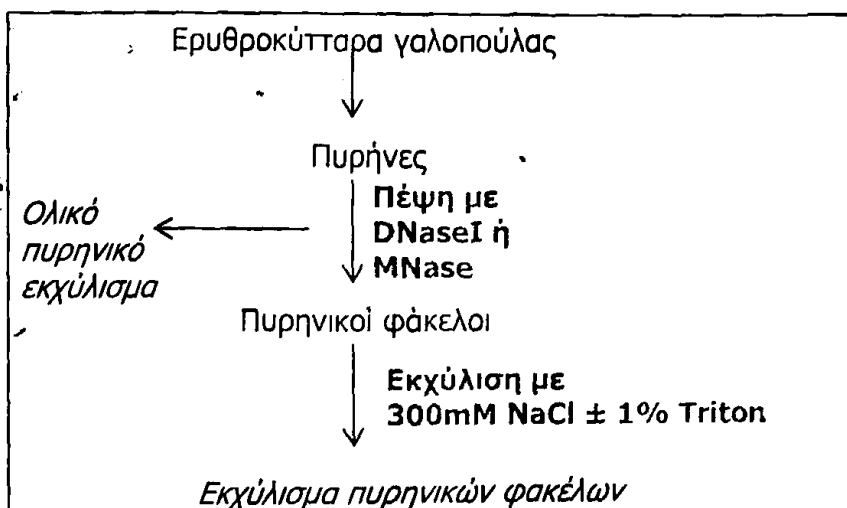 Ερυθροκύτταρα γαλοπούλας
Πυρήνες
Πέψη με
DNaseI ή
MNase
Ολικό
πυρηνικό
εκχύλισμα
Πυρηνικοί φάκελοι
Εκχύλιση με
300mM NaCl ± 1% Triton
Εκχύλισμα πυρηνικών φακέλων